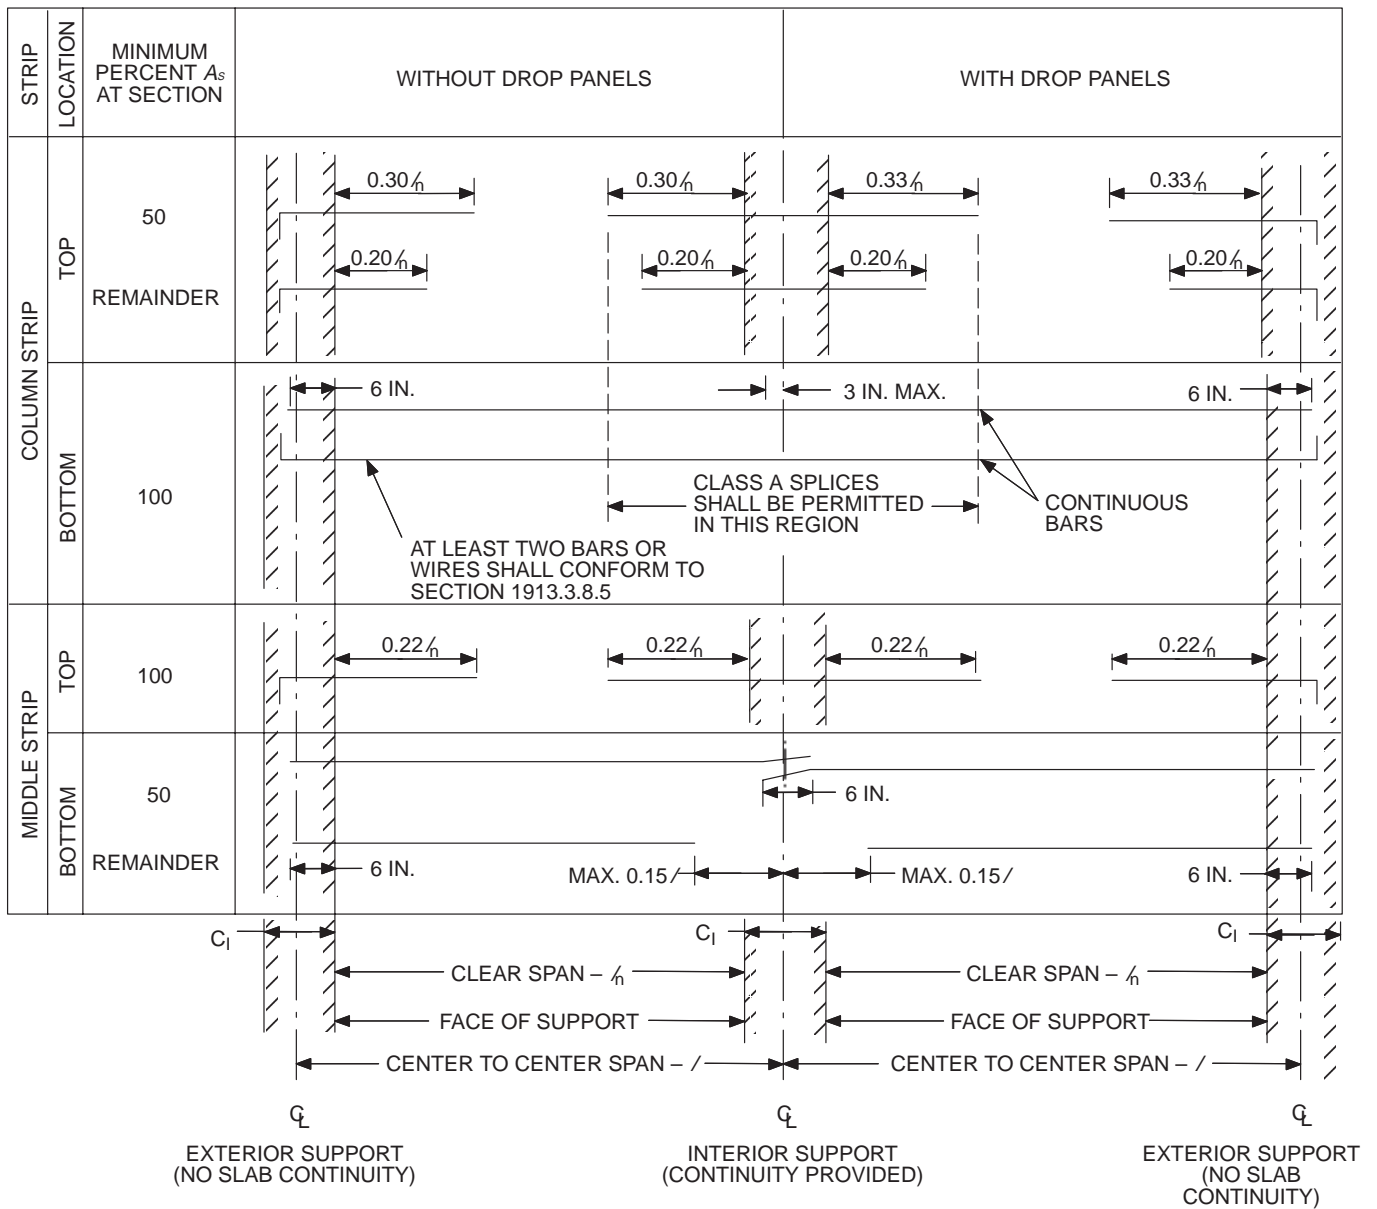 STRIP
LOCATION
MINIMUM
PERCENT As
AT SECTION
WITHOUT DROP PANELS
WITH DROP PANELS
COLUMN STRIP
TOP
50
0.30ℓn
0.30ℓn
0.33ℓn
0.33ℓn
REMAINDER
0.20ℓn
0.20ℓn
0.20ℓn
0.20ℓn
BOTTOM
100
6 IN.
3 IN. MAX.
6 IN.
CLASS A SPLICES
SHALL BE PERMITTED
IN THIS REGION
CONTINUOUS
BARS
AT LEAST TWO BARS OR
WIRES SHALL CONFORM TO
SECTION 1913.3.8.5
MIDDLE STRIP
TOP
100
0.22ℓn
0.22ℓn
0.22ℓn
0.22ℓn
BOTTOM
50
6 IN.
REMAINDER
6 IN.
MAX. 0.15ℓ
MAX. 0.15ℓ
6 IN.
CI
CI
CI
CLEAR SPAN – ℓn
CLEAR SPAN – ℓn
FACE OF SUPPORT
FACE OF SUPPORT
CENTER TO CENTER SPAN – ℓ
CENTER TO CENTER SPAN – ℓ
℄
℄
℄
EXTERIOR SUPPORT
(NO SLAB CONTINUITY)
INTERIOR SUPPORT
(CONTINUITY PROVIDED)
EXTERIOR SUPPORT
(NO SLAB
CONTINUITY)